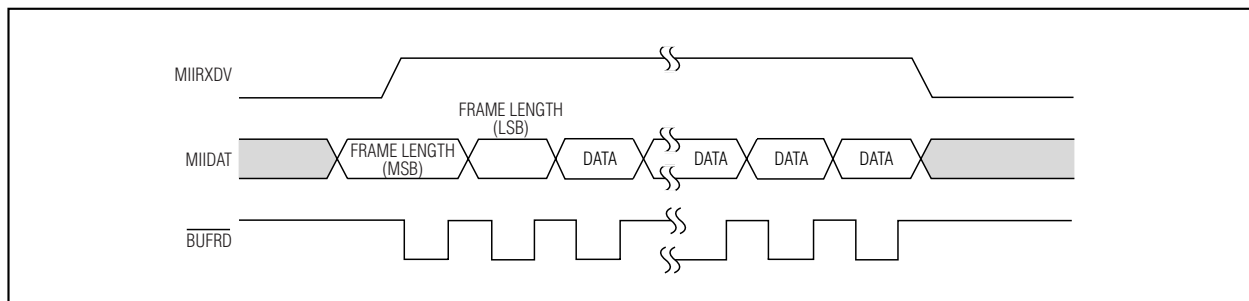 MIIRXDV
FRAME LENGTH
(LSB)
MIIDAT
FRAME LENGTH
(MSB)
DATA
DATA
DATA
DATA
BUFRD